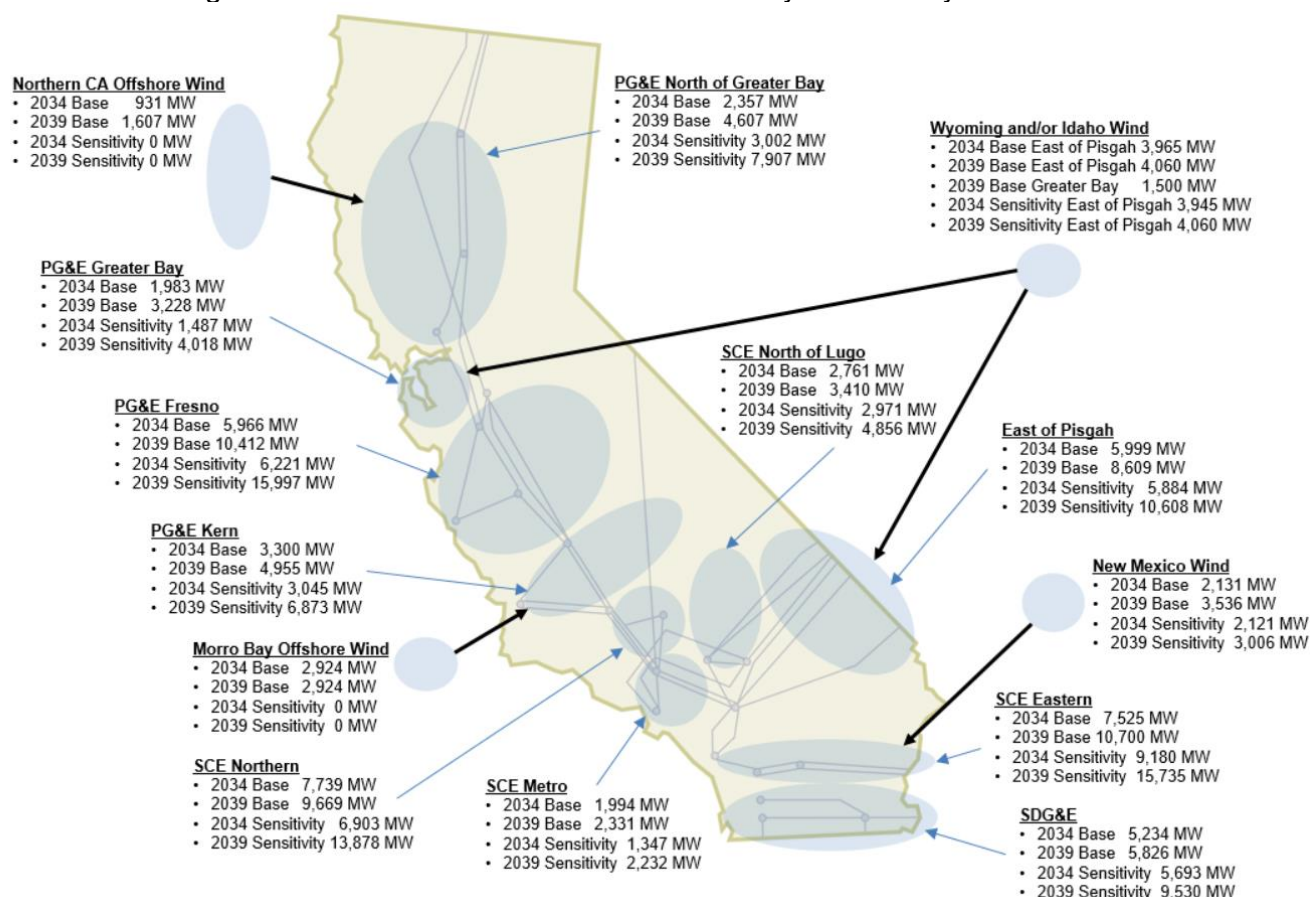 Northern CA Offshore Wind
• 2034 Base 931 MW
• 2039 Base 1,607 MW
• 2034 Sensitivity 0 MW
• 2039 Sensitivity 0 MW
PG&E North of Greater Bay
• 2034 Base 2,357 MW
• 2039 Base 4,607 MW
• 2034 Sensitivity 3,002 MW
• 2039 Sensitivity 7,907 MW
Wyoming and/or Idaho Wind
• 2034 Base East of Pisgah 3,965 MW
• 2039 Base East of Pisgah 4,060 MW
• 2039 Base Greater Bay 1,500 MW
• 2034 Sensitivity East of Pisgah 3,945 MW
• 2039 Sensitivity East of Pisgah 4,060 MW
PG&E Greater Bay
• 2034 Base 1,983 MW
• 2039 Base 3,228 MW
• 2034 Sensitivity 1,487 MW
• 2039 Sensitivity 4,018 MW
SCE North of Lugo
• 2034 Base 2,761 MW
• 2039 Base 3,410 MW
• 2034 Sensitivity 2,971 MW
• 2039 Sensitivity 4,856 MW
PG&E Fresno
• 2034 Base 5,966 MW
• 2039 Base 10,412 MW
• 2034 Sensitivity 6,221 MW
• 2039 Sensitivity 15,997 MW
East of Pisgah
• 2034 Base 5,999 MW
• 2039 Base 8,609 MW
• 2034 Sensitivity 5,884 MW
• 2039 Sensitivity 10,608 MW
PG&E Kern
• 2034 Base 3,300 MW
• 2039 Base 4,955 MW
• 2034 Sensitivity 3,045 MW
• 2039 Sensitivity 6,873 MW
New Mexico Wind
• 2034 Base 2,131 MW
• 2039 Base 3,536 MW
• 2034 Sensitivity 2,121 MW
• 2039 Sensitivity 3,006 MW
Morro Bay Offshore Wind
• 2034 Base 2,924 MW
• 2039 Base 2,924 MW
• 2034 Sensitivity 0 MW
• 2039 Sensitivity 0 MW
SCE Eastern
• 2034 Base 7,525 MW
• 2039 Base 10,700 MW
• 2034 Sensitivity 9,180 MW
• 2039 Sensitivity 15,735 MW
SCE Northern
• 2034 Base 7,739 MW
• 2039 Base 9,669 MW
• 2034 Sensitivity 6,903 MW
• 2039 Sensitivity 13,878 MW
SCE Metro
• 2034 Base 1,994 MW
• 2039 Base 2,331 MW
• 2034 Sensitivity 1,347 MW
• 2039 Sensitivity 2,232 MW
SDG&E
• 2034 Base 5,234 MW
• 2039 Base 5,826 MW
• 2034 Sensitivity 5,693 MW
• 2039 Sensitivity 9,530 MW